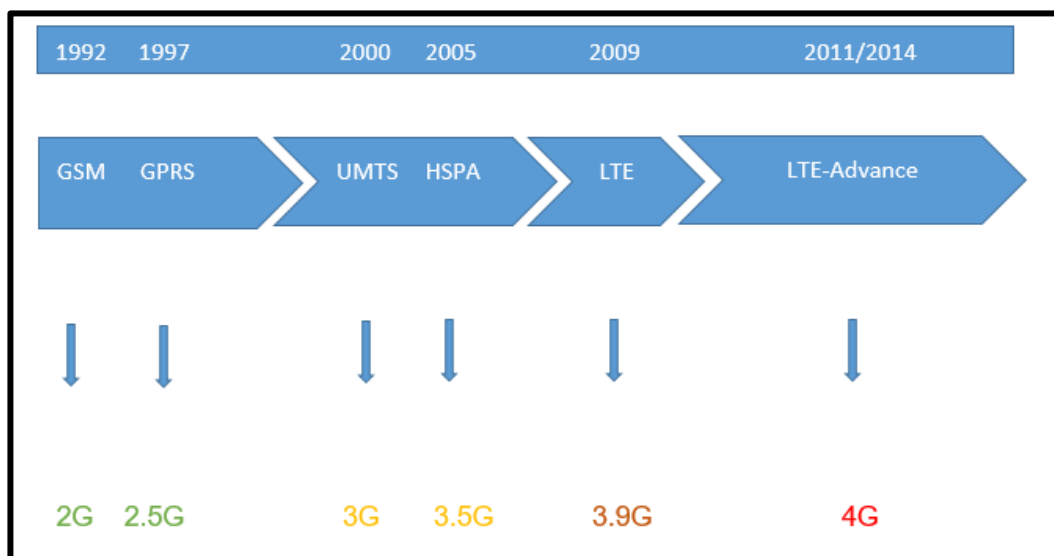 1992 1997 2000 2005 2009 2011/2014
GSM GPRS UMTS HSPA LTE LTE-Advance
2G 2.5G 3G 3.5G 3.9G 4G